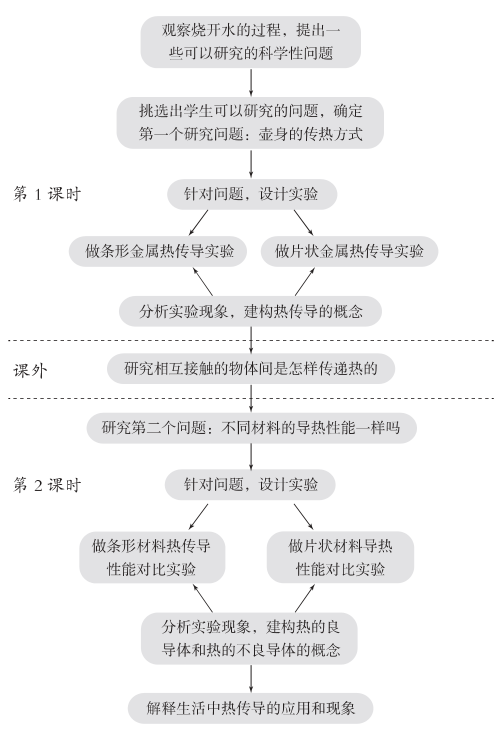 观察烧开水的过程，提出一
些可以研究的科学性问题
挑选出学生可以研究的问题，确定
第一个研究问题：壶身的传热方式
第 1 课时
针对问题，设计实验
做条形金属热传导实验
做片状金属热传导实验
分析实验现象，建构热传导的概念
课外
研究相互接触的物体间是怎样传递热的
研究第二个问题：不同材料的导热性能一样吗
第 2 课时
针对问题，设计实验
做条形材料热传导
性能对比实验
做片状材料导热
性能对比实验
分析实验现象，建构热的良
导体和热的不良导体的概念
解释生活中热传导的应用和现象